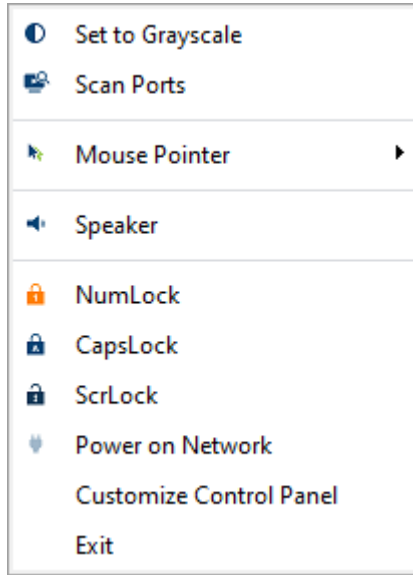 Set to Grayscale
Scan Ports
Mouse Pointer
Speaker
NumLock
CapsLock
ScrLock
Power on Network
Customize Control Panel
Exit